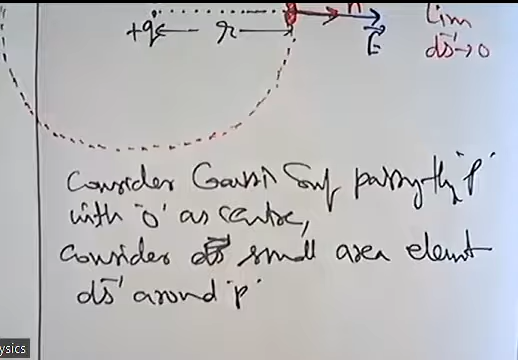 n lim
+q r E ds→0
Consider Gauss's Surf passing thr' "P"
with 'O' as centre,
consider ds small area element
ds around 'P'
ysics